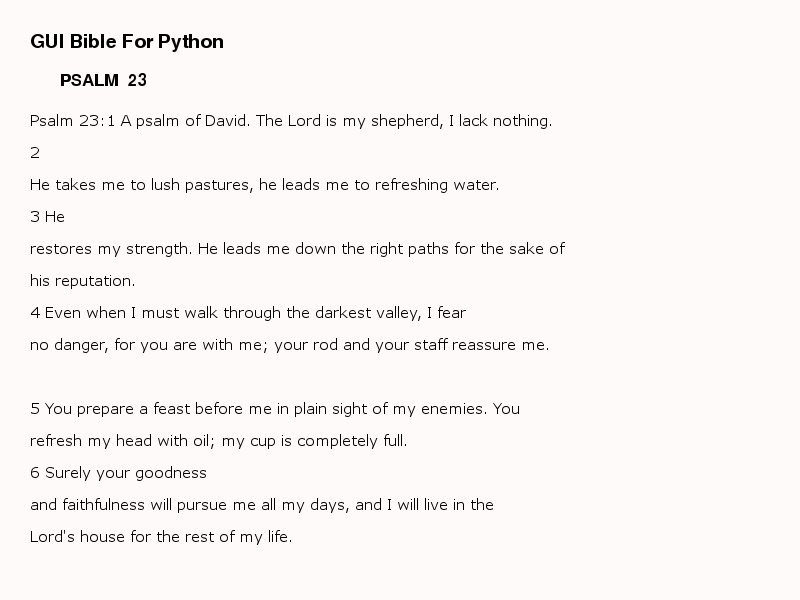 GUI Bible For Python
PSALM 23
Psalm 23:1 A psalm of David. The Lord is my shepherd, I lack nothing.
2
He takes me to lush pastures, he leads me to refreshing water.
3 He
restores my strength. He leads me down the right paths for the sake of
his reputation.
4 Even when I must walk through the darkest valley, I fear
no danger, for you are with me; your rod and your staff reassure me.
5 You prepare a feast before me in plain sight of my enemies. You
refresh my head with oil; my cup is completely full.
6 Surely your goodness
and faithfulness will pursue me all my days, and I will live in the
Lord's house for the rest of my life.